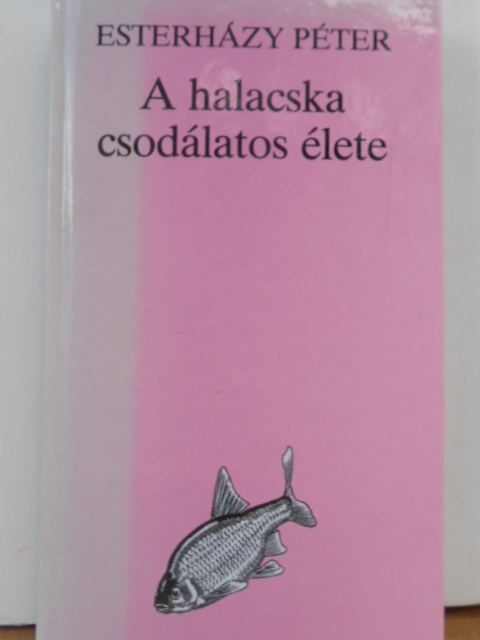 ESTERHÁZY PÉTER
A halacska
csodálatos élete